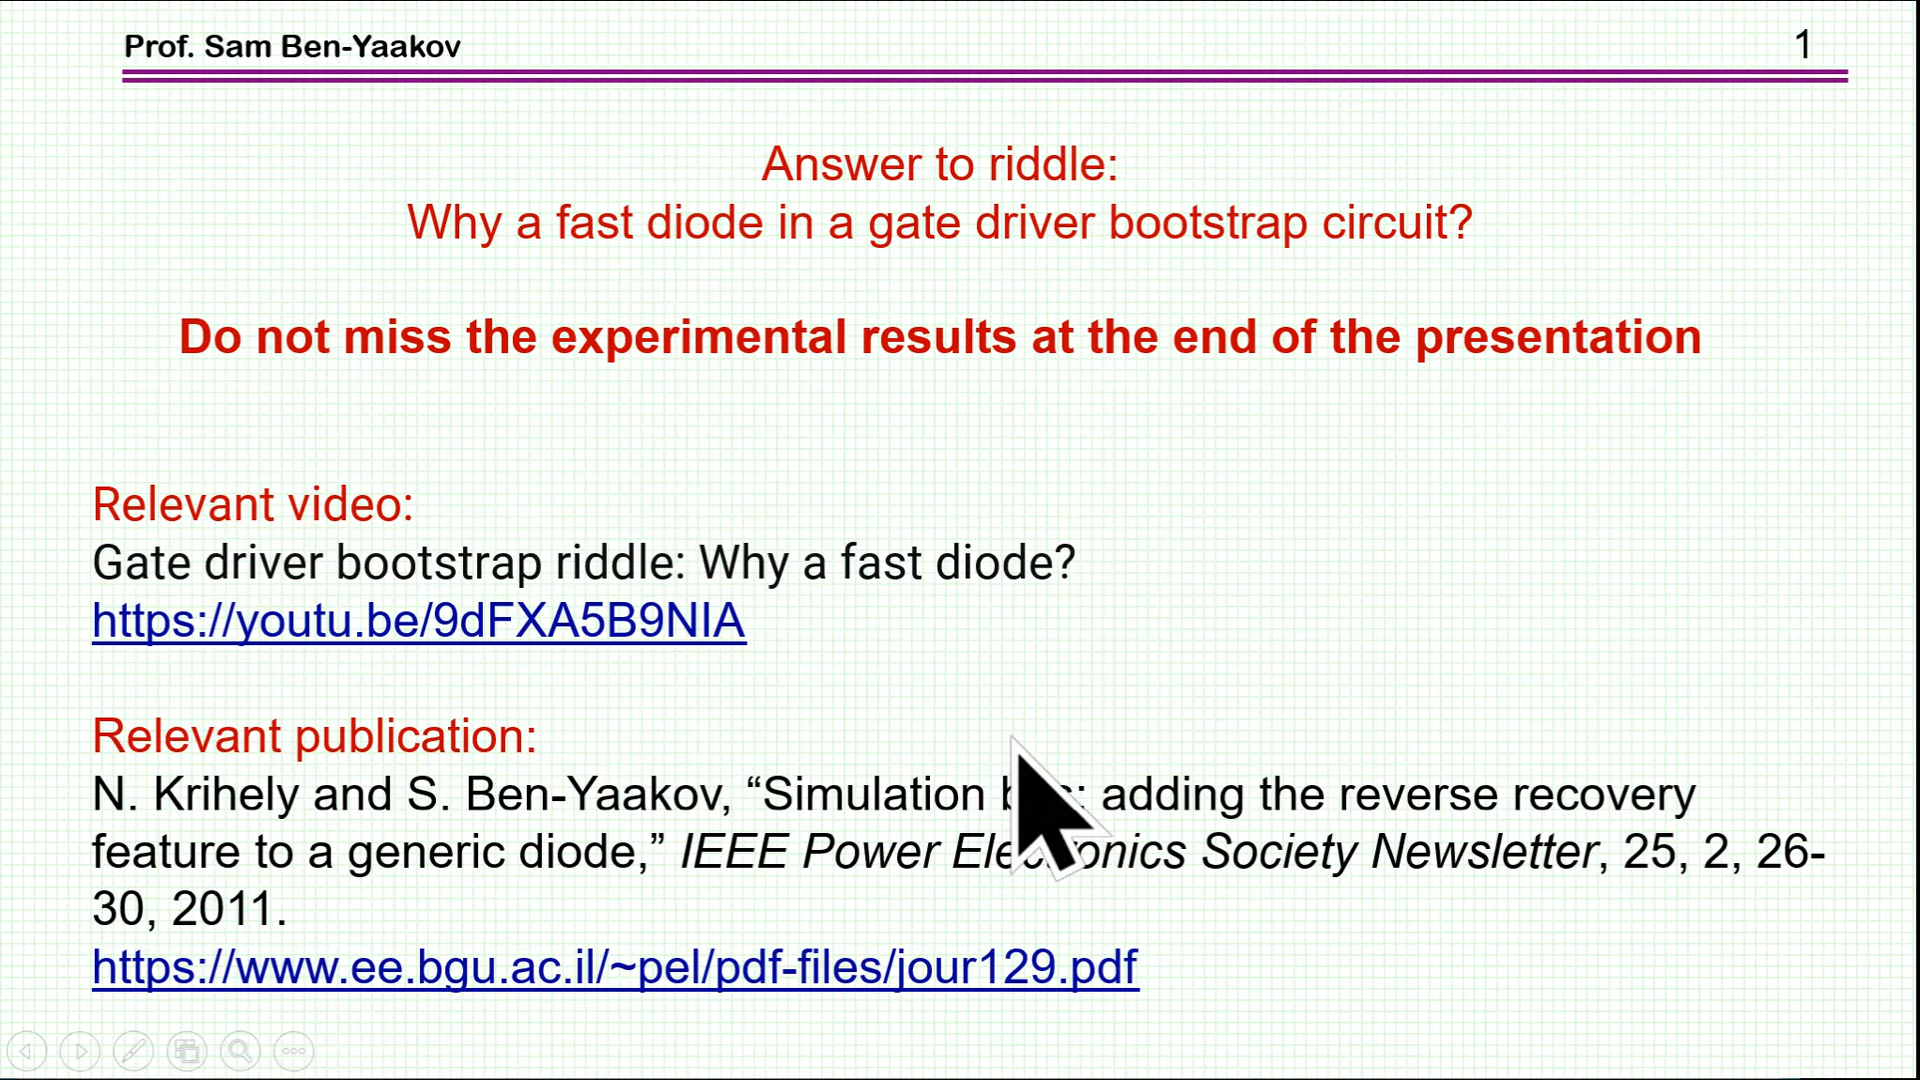 Prof. Sam Ben-Yaakov
1
Answer to riddle:
Why a fast diode in a gate driver bootstrap circuit?
Do not miss the experimental results at the end of the presentation
Relevant video:
Gate driver bootstrap riddle: Why a fast diode?
https://youtu.be/9dFXA5B9NIA
Relevant publication:
N. Krihely and S. Ben-Yaakov, “Simulation adding the reverse recovery
feature to a generic diode,” IEEE Power Electronics Society Newsletter, 25, 2, 26-
30, 2011.
https://www.ee.bgu.ac.il/~pel/pdf-files/jour129.pdf